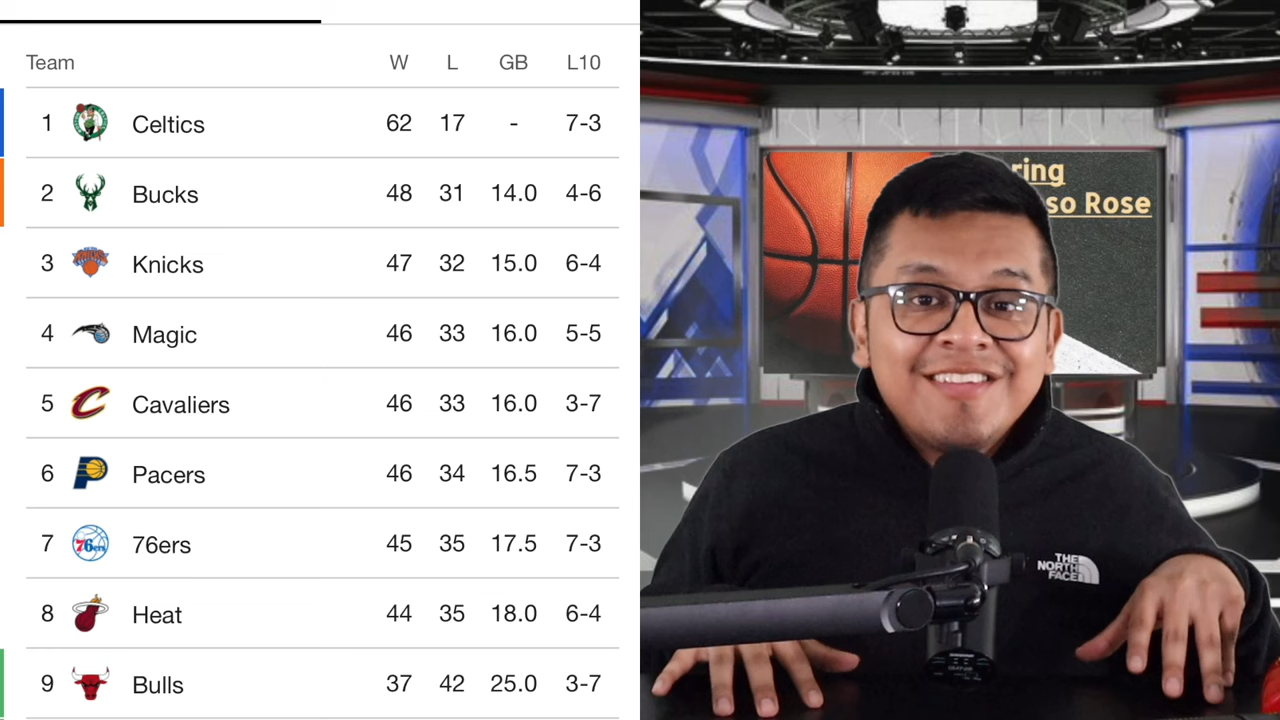 Team W L GB L10
1 Celtics 62 17 - 7-3
2 Bucks 48 31 14.0 4-6
3 Knicks 47 32 15.0 6-4
4 Magic 46 33 16.0 5-5
5 Cavaliers 46 33 16.0 3-7
6 Pacers 46 34 16.5 7-3
7 76ers 76ers 45 35 17.5 7-3
8 Heat 44 35 18.0 6-4
9 Bulls 37 42 25.0 3-7
ring
so Rose
THE
NORTH
FACE